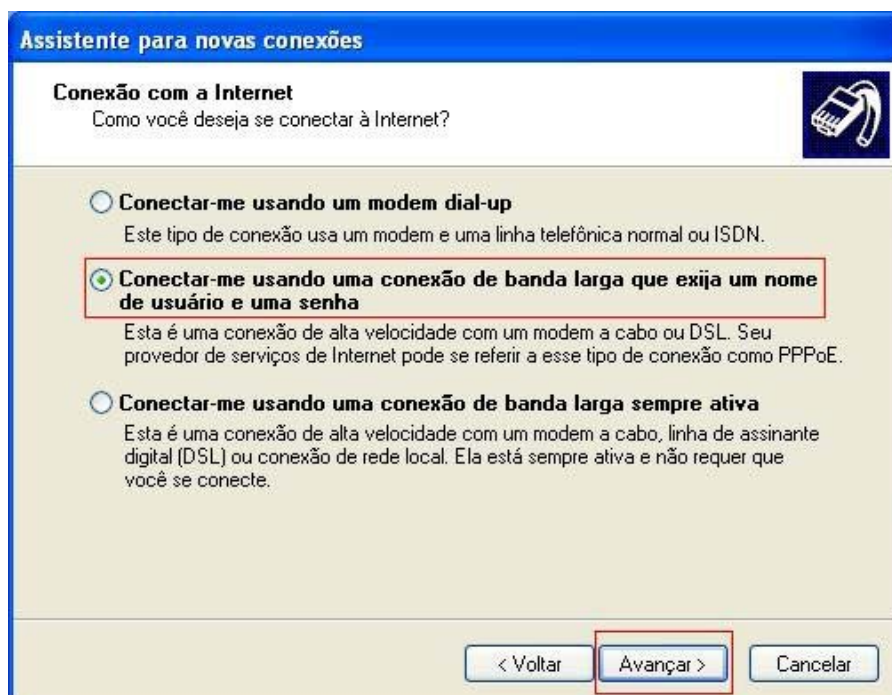 Assistente para novas conexões
Conexão com a Internet
Como você deseja se conectar à Internet?
Conectar-me usando um modem dial-up
Este tipo de conexão usa um modem e uma linha telefônica normal ou ISDN.
Conectar-me usando uma conexão de banda larga que exija um nome
de usuário e uma senha
Esta é uma conexão de alta velocidade com um modem a cabo ou DSL. Seu
provedor de serviços de Internet pode se referir a esse tipo de conexão como PPPoE.
Conectar-me usando uma conexão de banda larga sempre ativa
Esta é uma conexão de alta velocidade com um modem a cabo, linha de assinante
digital (DSL) ou conexão de rede local. Ela está sempre ativa e não requer que
você se conecte.
< Voltar
Avançar >
Cancelar